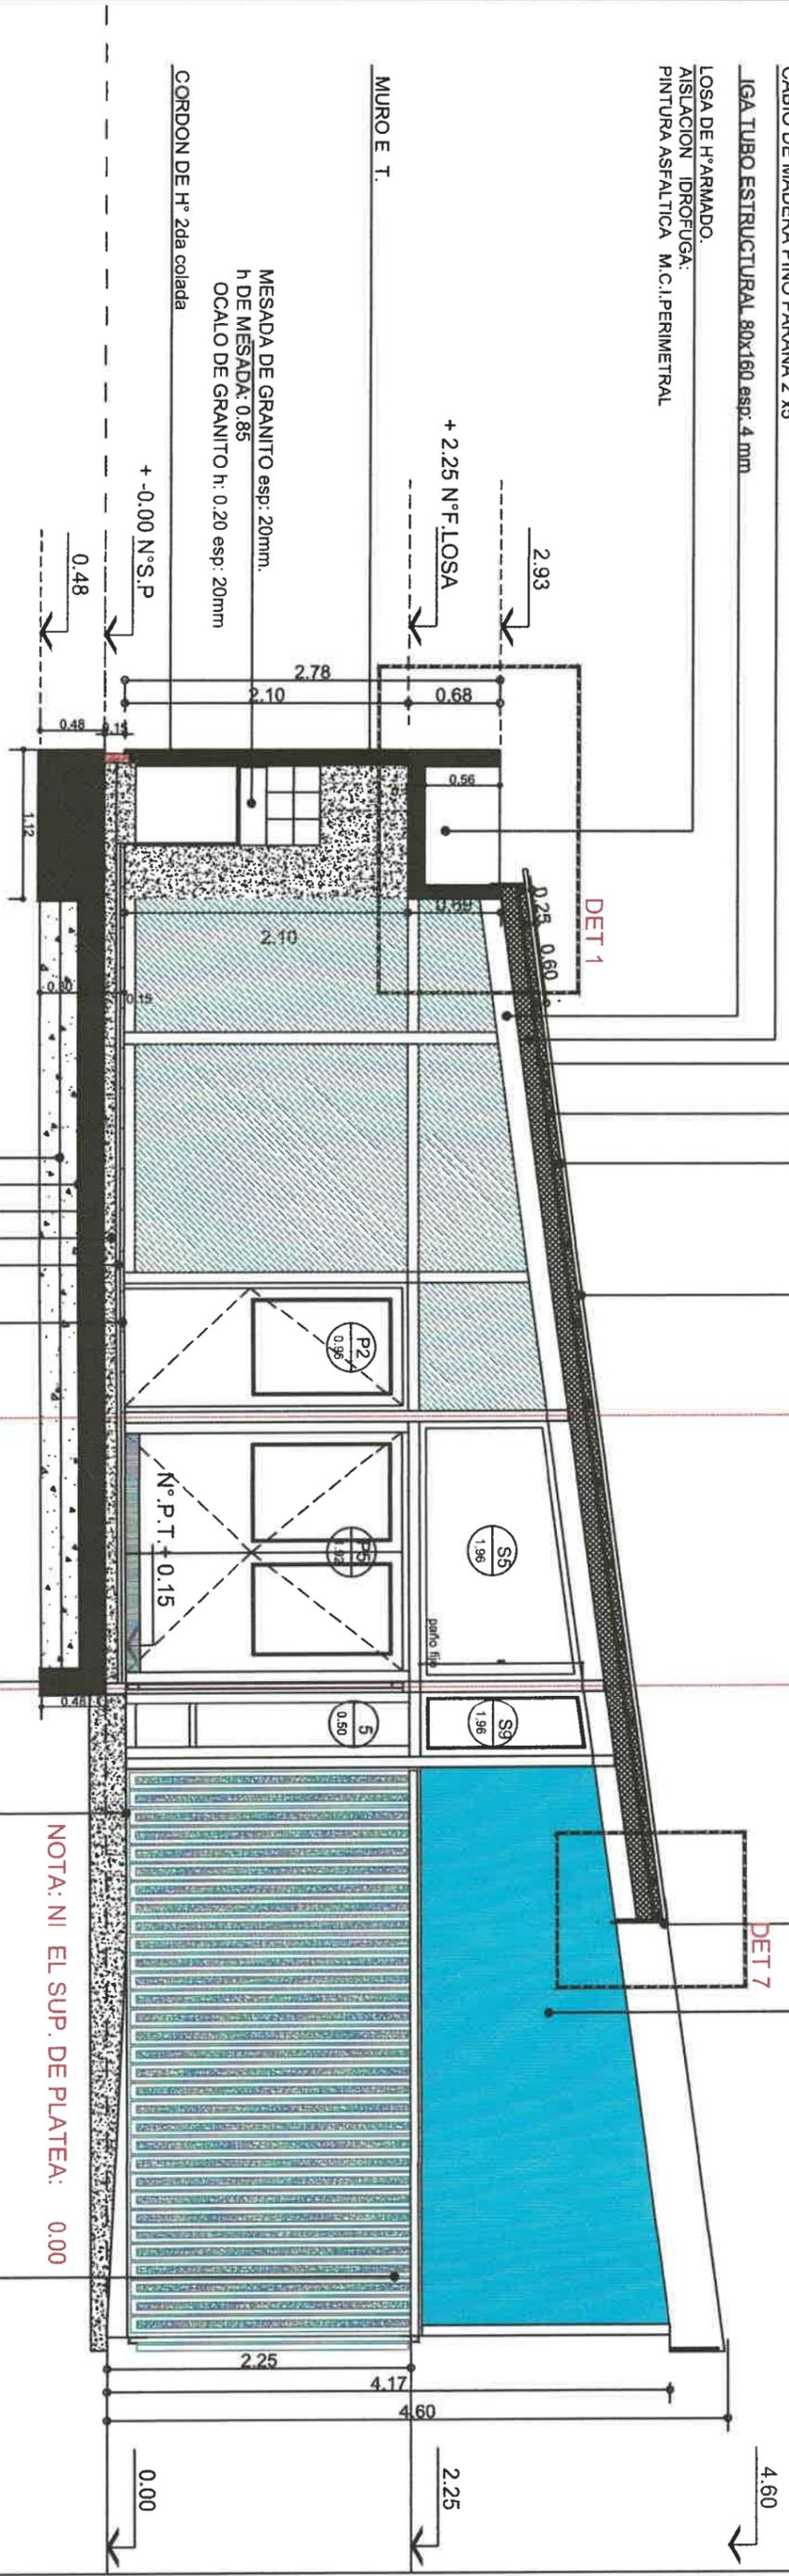 IGA TUBO ESTRUCTURAL 80x160 esp: 4 mm
LOSA DE H°ARMADO.
AISLACION IDROFUGA:
PINTURA ASFALTICA M.C.I.PERIMETRAL
MURO E T.
MESADA DE GRANITO esp: 20mm.
h DE MESADA: 0.85
OCALO DE GRANITO h: 0.20 esp: 20mm
CORDON DE H° 2da colada
2.93
+ 2.25 N°F.LOSA
+ -0.00 N°S.P
0.48
2.78
2.10
0.68
0.48
0.15
1.12
0.56
DET 1
0.25
0.60
0.69
2.10
0.15
0.30
P2
0.96
P5
1.92
N°.P.T.+ 0.15
S5
1.96
paño fijo
S9
1.96
5
0.50
0.48
DET 7
NOTA: NI EL SUP. DE PLATEA: 0.00
2.25
4.17
4.60
0.00
2.25
4.60